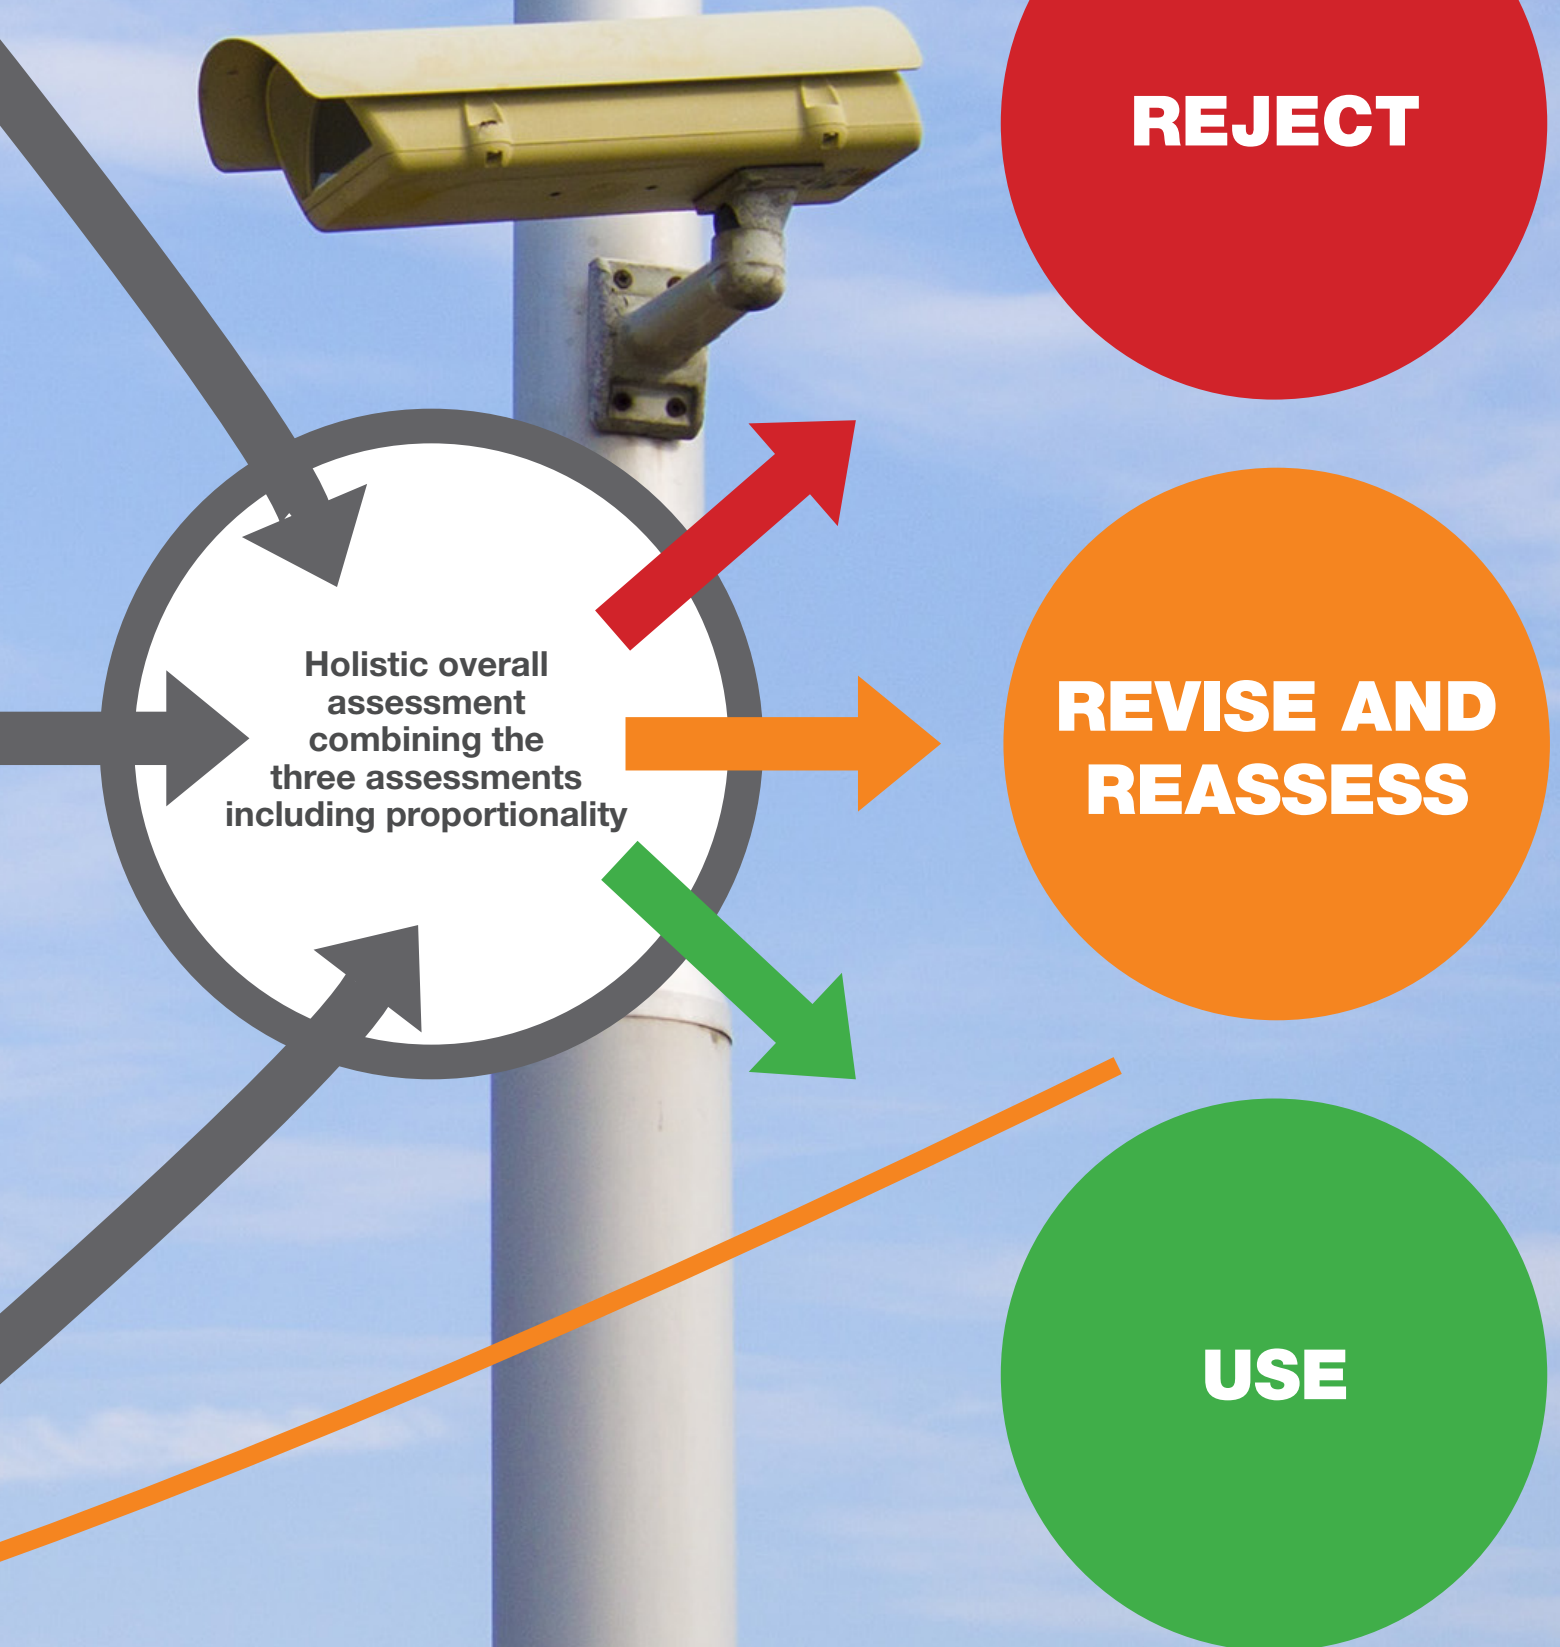 REJECT
Holistic overall
assessment
combining the
three assessments
including proportionality
REVISE AND
REASSESS
USE